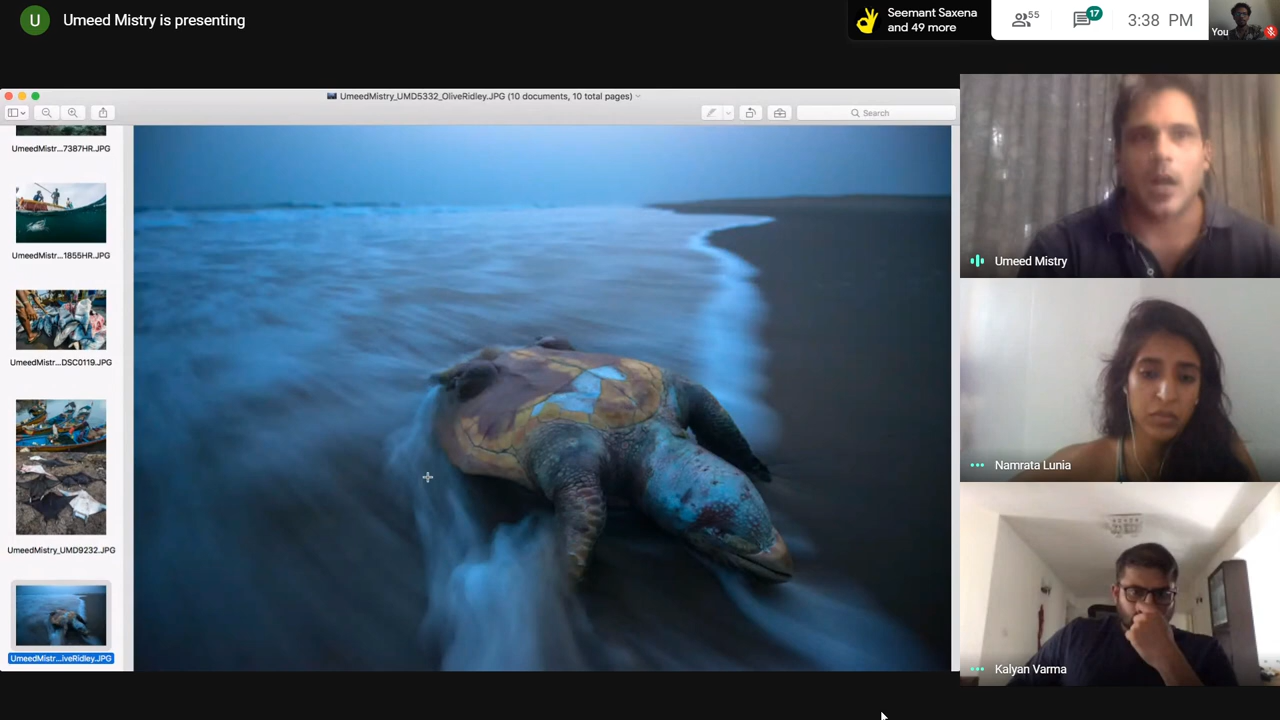 U
Umeed Mistry is presenting
Seemant Saxena
and 49 more
55
17
3:38 PM
You
UmeedMistry_UMD5332_OliveRidley.JPG (10 documents, 10 total pages)
Search
UmeedMistr...7387HR.JPG
UmeedMistr...1855HR.JPG
UmeedMistr...DSC0119.JPG
UmeedMistry_UMD9232.JPG
UmeedMistr...iveRidley.JPG
Umeed Mistry
Namrata Lunia
Kalyan Varma